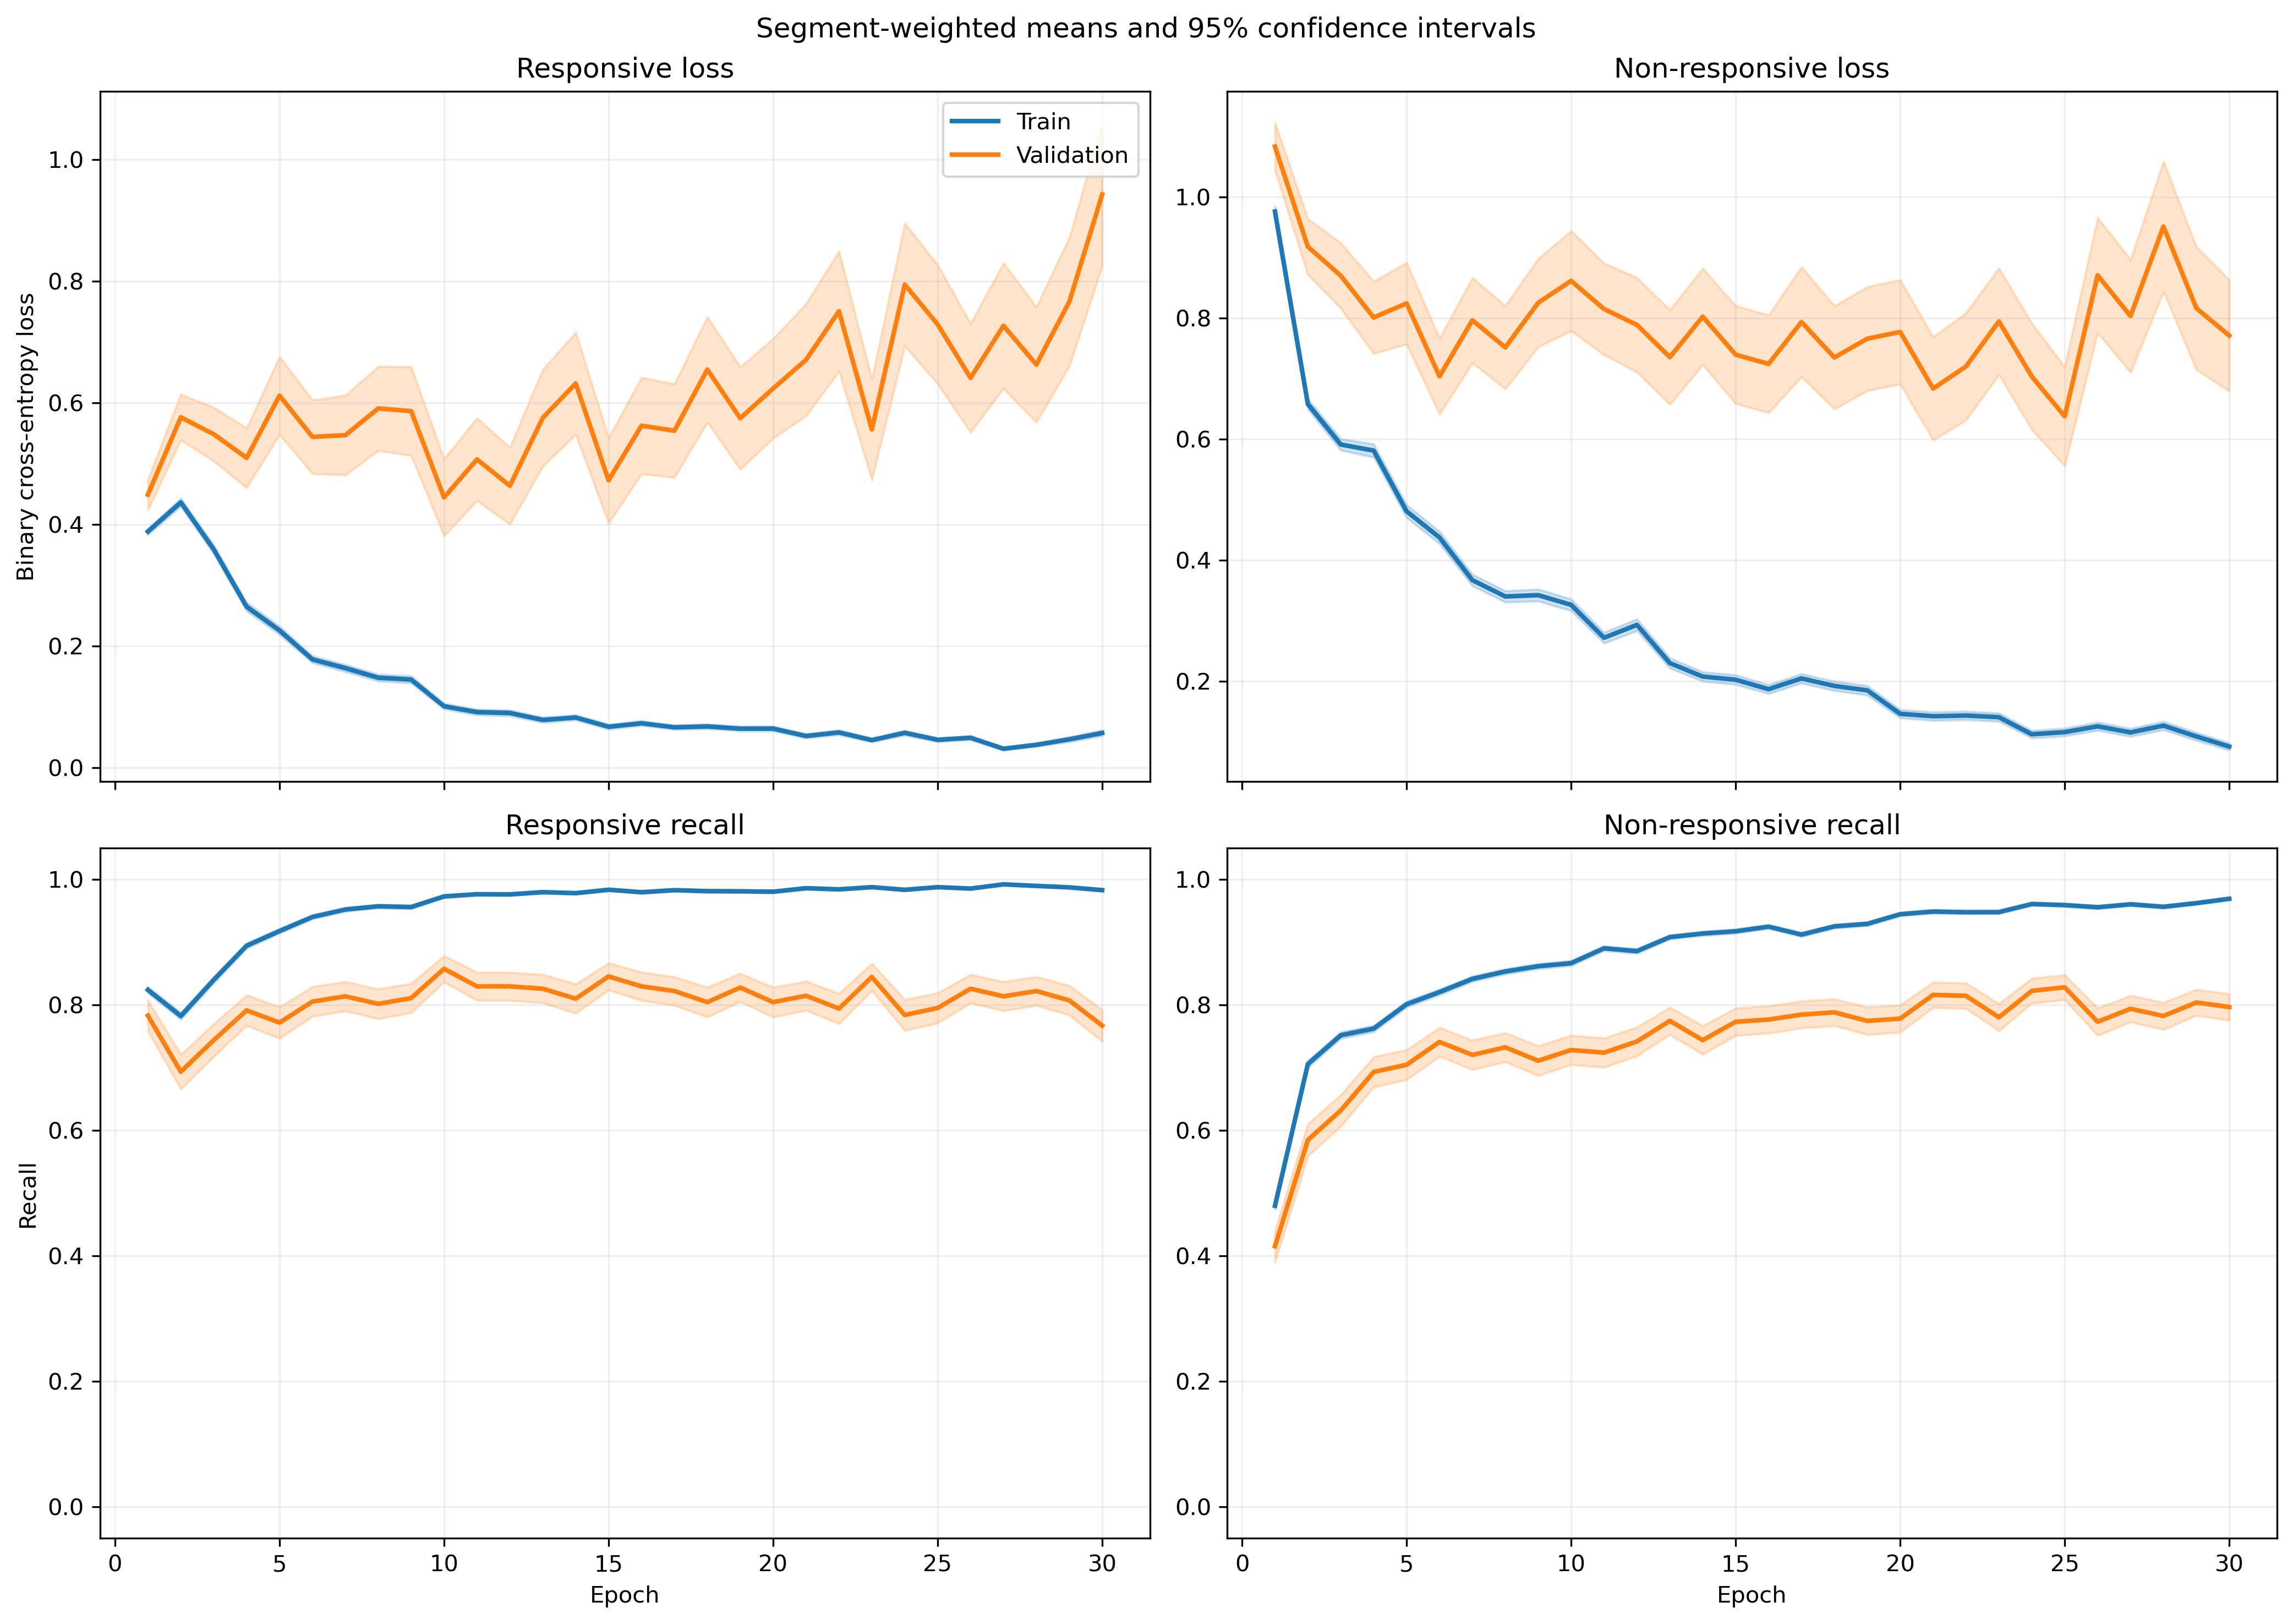 Segment-weighted means and 95% confidence intervals
Responsive loss
Non-responsive loss
Train
Validation
Binary cross-entropy loss
1.0
0.8
0.6
0.4
0.2
0.0
1.0
0.8
0.6
0.4
0.2
Responsive recall
Non-responsive recall
Recall
1.0
0.8
0.6
0.4
0.2
0.0
0 5 10 15 20 25 30
Epoch
1.0
0.8
0.6
0.4
0.2
0.0
0 5 10 15 20 25 30
Epoch